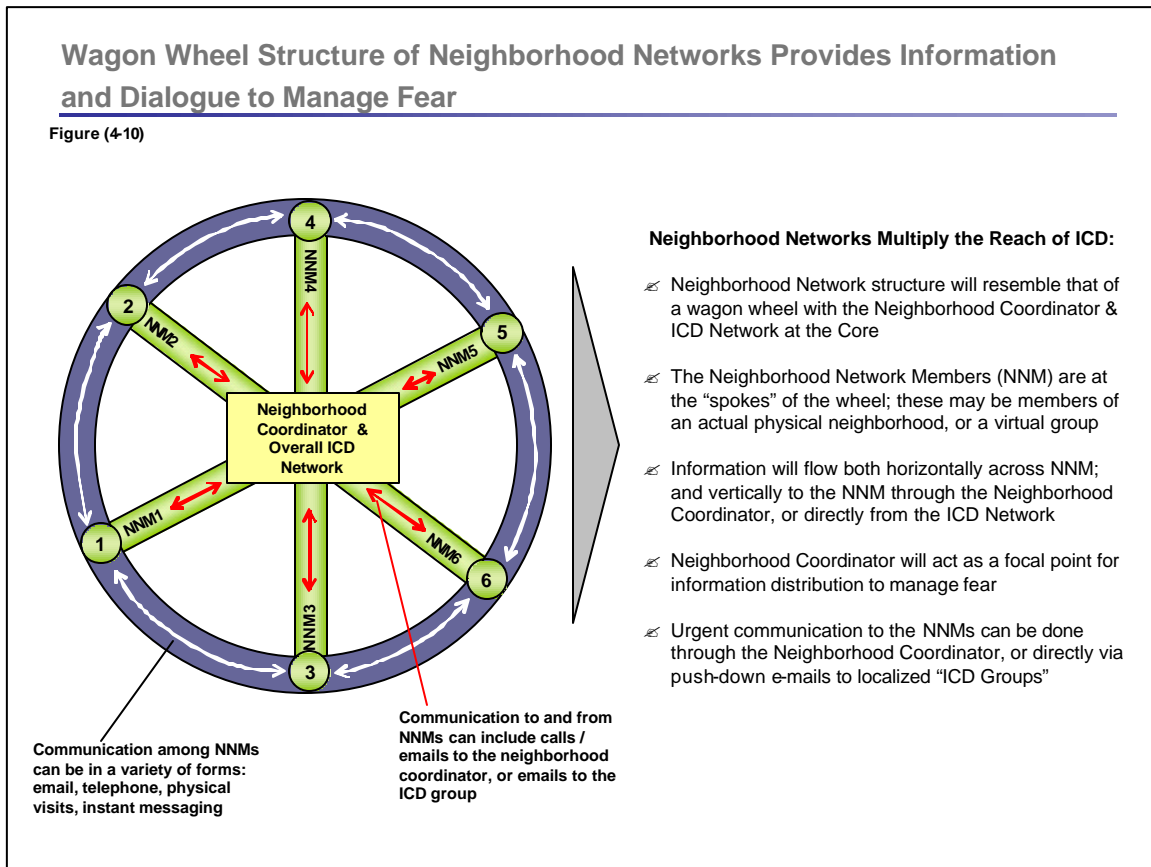 Wagon Wheel Structure of Neighborhood Networks Provides Information
and Dialogue to Manage Fear
Figure (4-10)
4
NNM4
2
NNM2
5
NNM5
Neighborhood
Coordinator &
Overall ICD
Network
1
NNM1
NNM6
6
NNM3
3
Communication among NNMs
can be in a variety of forms:
email, telephone, physical
visits, instant messaging
Communication to and from
NNMs can include calls /
emails to the neighborhood
coordinator, or emails to the
ICD group
Neighborhood Networks Multiply the Reach of ICD:
Neighborhood Network structure will resemble that of
a wagon wheel with the Neighborhood Coordinator &
ICD Network at the Core
The Neighborhood Network Members (NNM) are at
the “spokes” of the wheel; these may be members of
an actual physical neighborhood, or a virtual group
Information will flow both horizontally across NNM;
and vertically to the NNM through the Neighborhood
Coordinator, or directly from the ICD Network
Neighborhood Coordinator will act as a focal point for
information distribution to manage fear
Urgent communication to the NNMs can be done
through the Neighborhood Coordinator, or directly via
push-down e-mails to localized “ICD Groups”